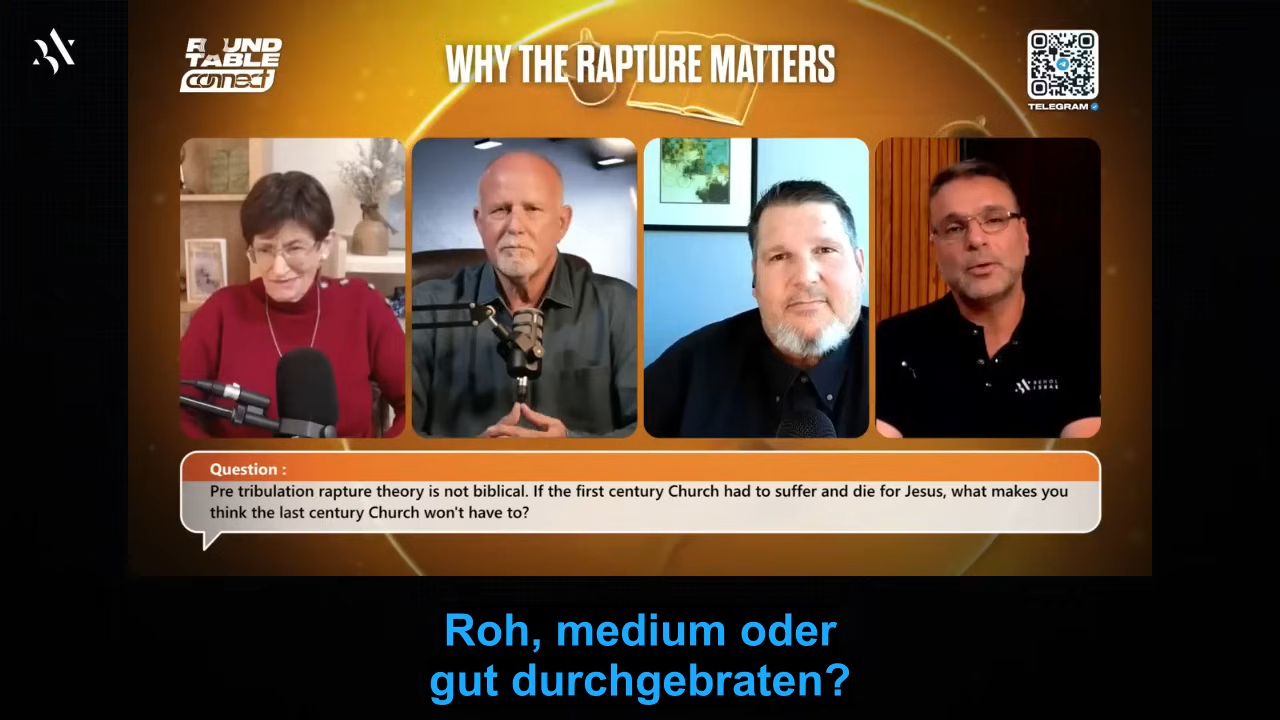 ROUND
TABLE
connect
WHY THE RAPTURE MATTERS
TELEGRAM
BEHOLD
ISRAEL
Question :
Pre tribulation rapture theory is not biblical. If the first century Church had to suffer and die for Jesus, what makes you
think the last century Church won't have to?
Roh, medium oder
gut durchgebraten?